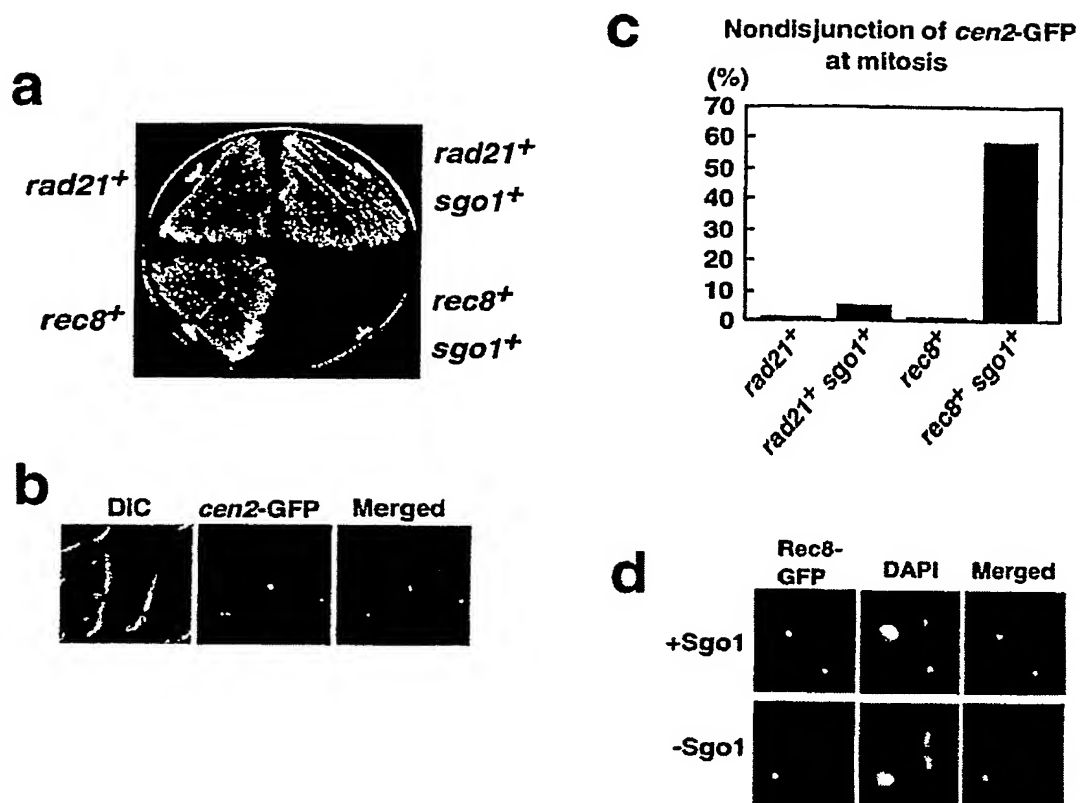 a
rad21+
rad21+
sgo1+
rec8+
rec8+
sgo1+
b
DIC cen2-GFP Merged
c
Nondisjunction of cen2-GFP
at mitosis
(%)
70
60
50
40
30
20
10
0
rad21+
rad21+ sgo1+
rec8+
rec8+ sgo1+
d
Rec8-
GFP
DAPI Merged
+Sgo1
-Sgo1